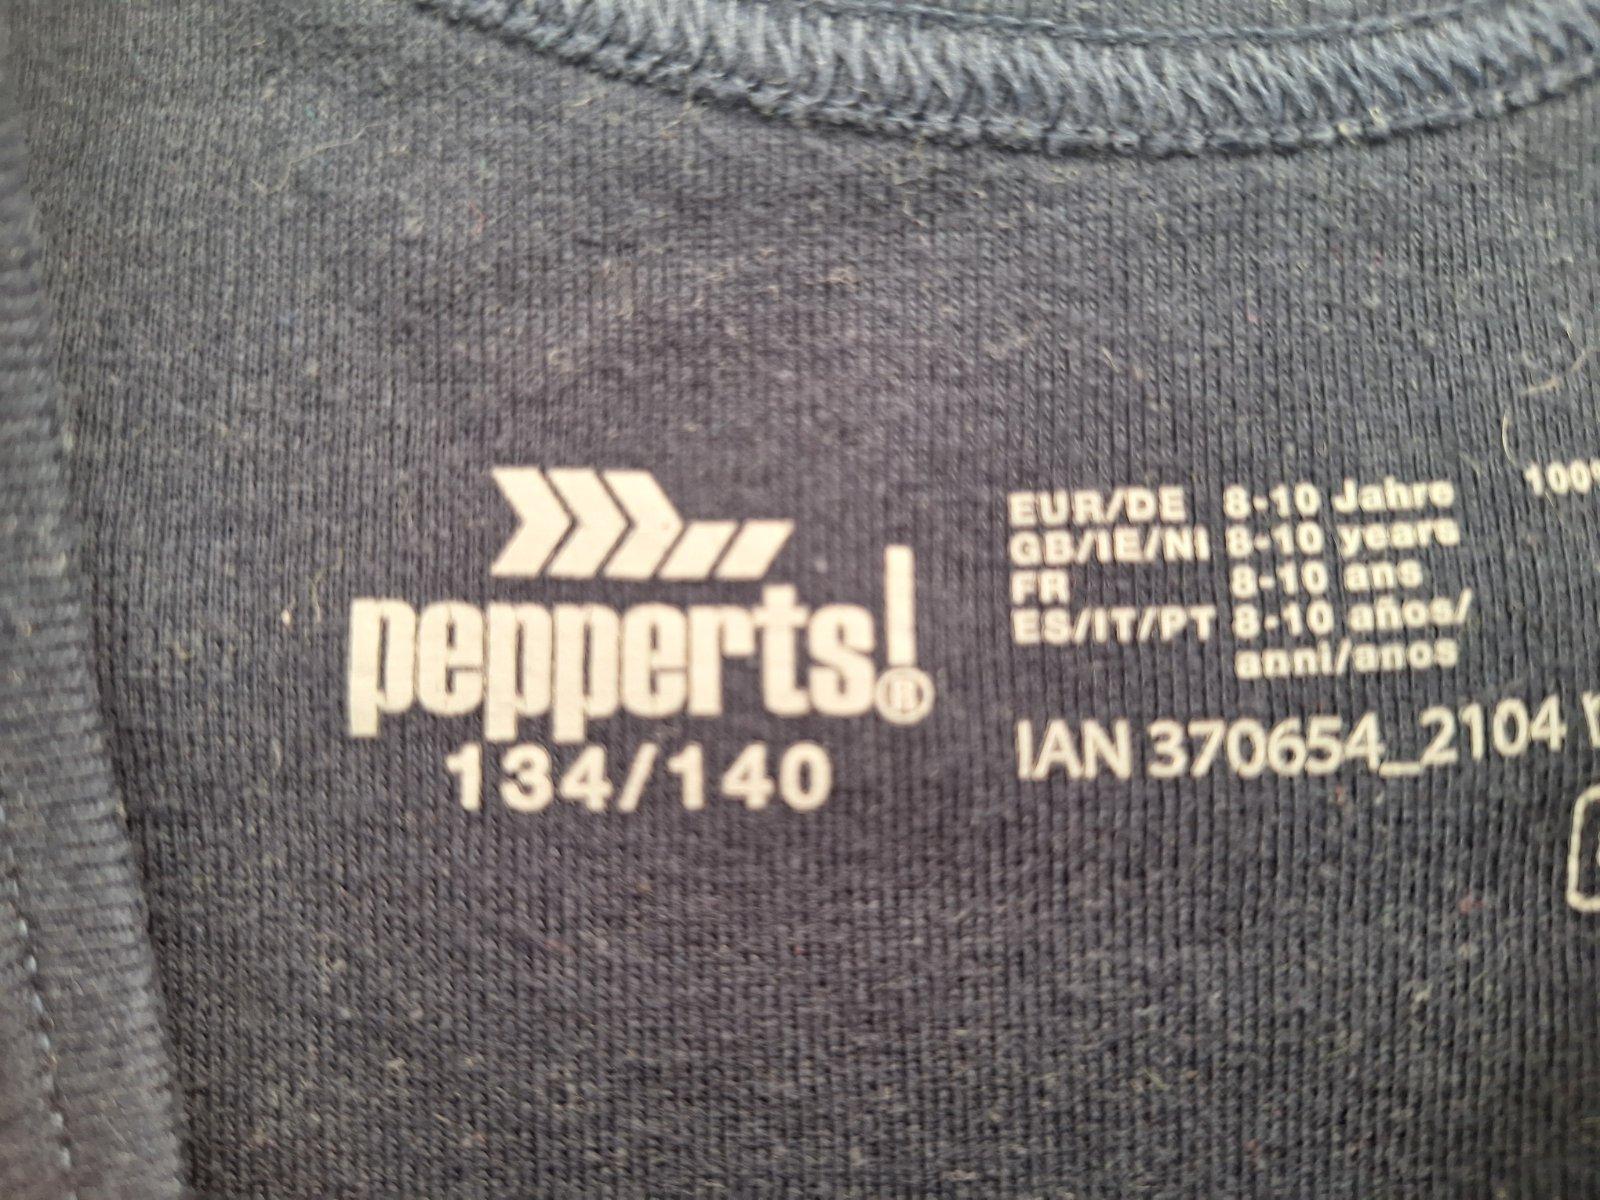 pepperts!®
134/140
EUR/DE 8-10 Jahre
GB/IE/NI 8-10 years
FR 8-10 ans
ES/IT/PT 8-10 años/
anni/anos
IAN 370654_2104
100%